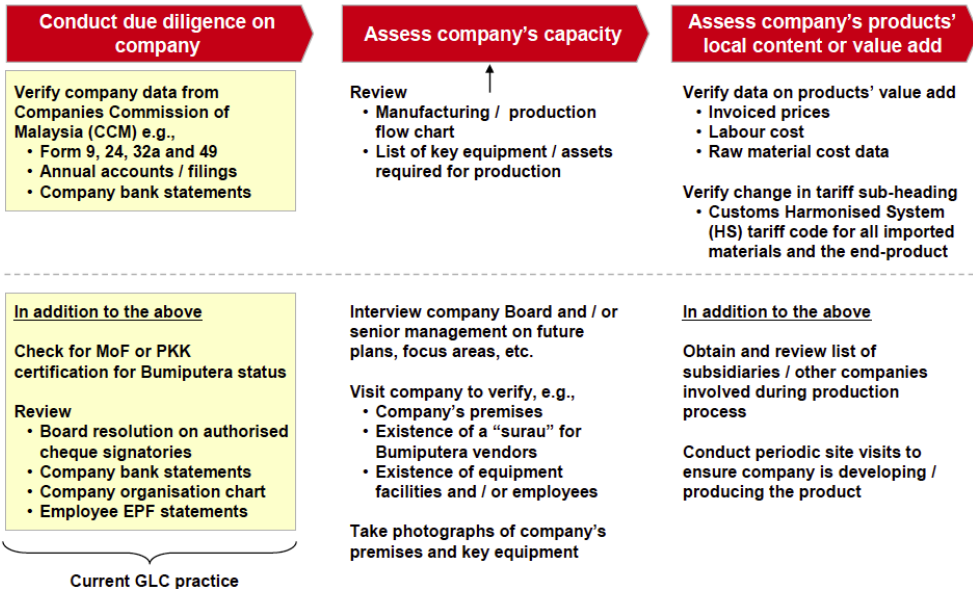 Conduct due diligence on
company
Assess company's capacity
Assess company's products'
local content or value add
Verify company data from
Companies Commission of
Malaysia (CCM) e.g.,
• Form 9, 24, 32a and 49
• Annual accounts / filings
• Company bank statements
Review
• Manufacturing / production
flow chart
• List of key equipment / assets
required for production
Verify data on products' value add
• Invoiced prices
• Labour cost
• Raw material cost data
Verify change in tariff sub-heading
• Customs Harmonised System
(HS) tariff code for all imported
materials and the end-product
In addition to the above
Check for MoF or PKK
certification for Bumiputera status
Review
• Board resolution on authorised
cheque signatories
• Company bank statements
• Company organisation chart
• Employee EPF statements
Current GLC practice
Interview company Board and / or
senior management on future
plans, focus areas, etc.
Visit company to verify, e.g.,
• Company's premises
• Existence of a “surau” for
Bumiputera vendors
• Existence of equipment
facilities and / or employees
Take photographs of company's
premises and key equipment
In addition to the above
Obtain and review list of
subsidiaries / other companies
involved during production
process
Conduct periodic site visits to
ensure company is developing /
producing the product